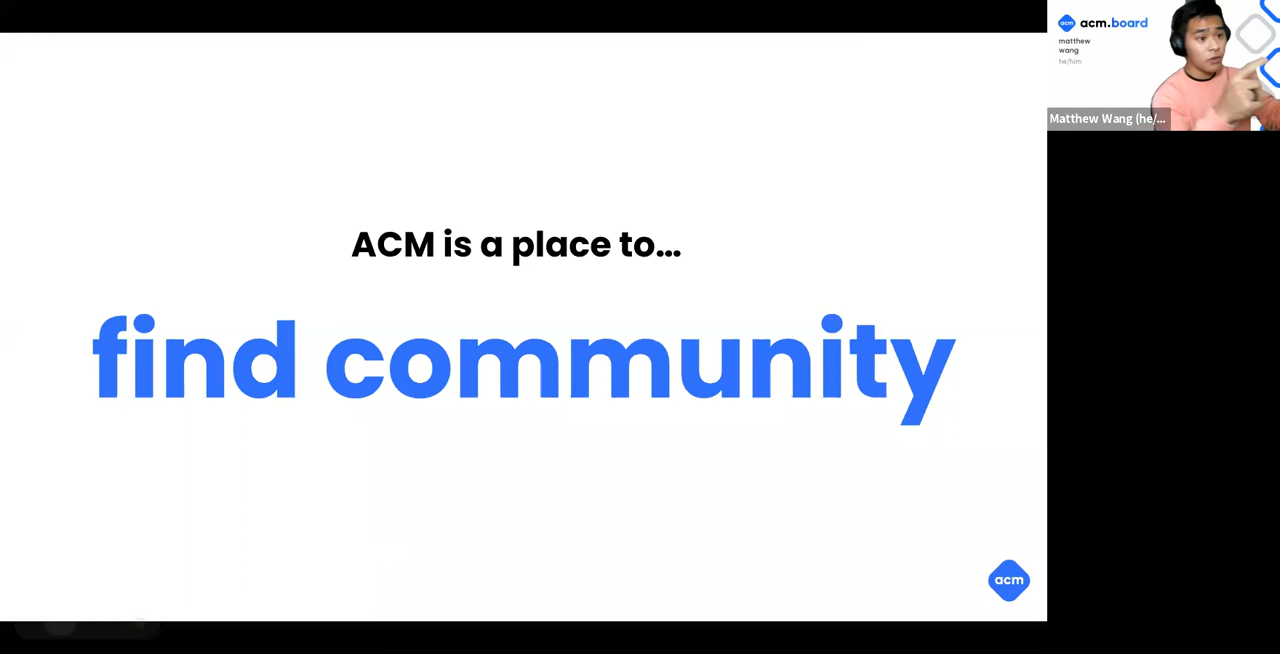 ACM is a place to...
find community
acm
acm
acm.board
matthew
wang
he/him
Matthew Wang (he/...